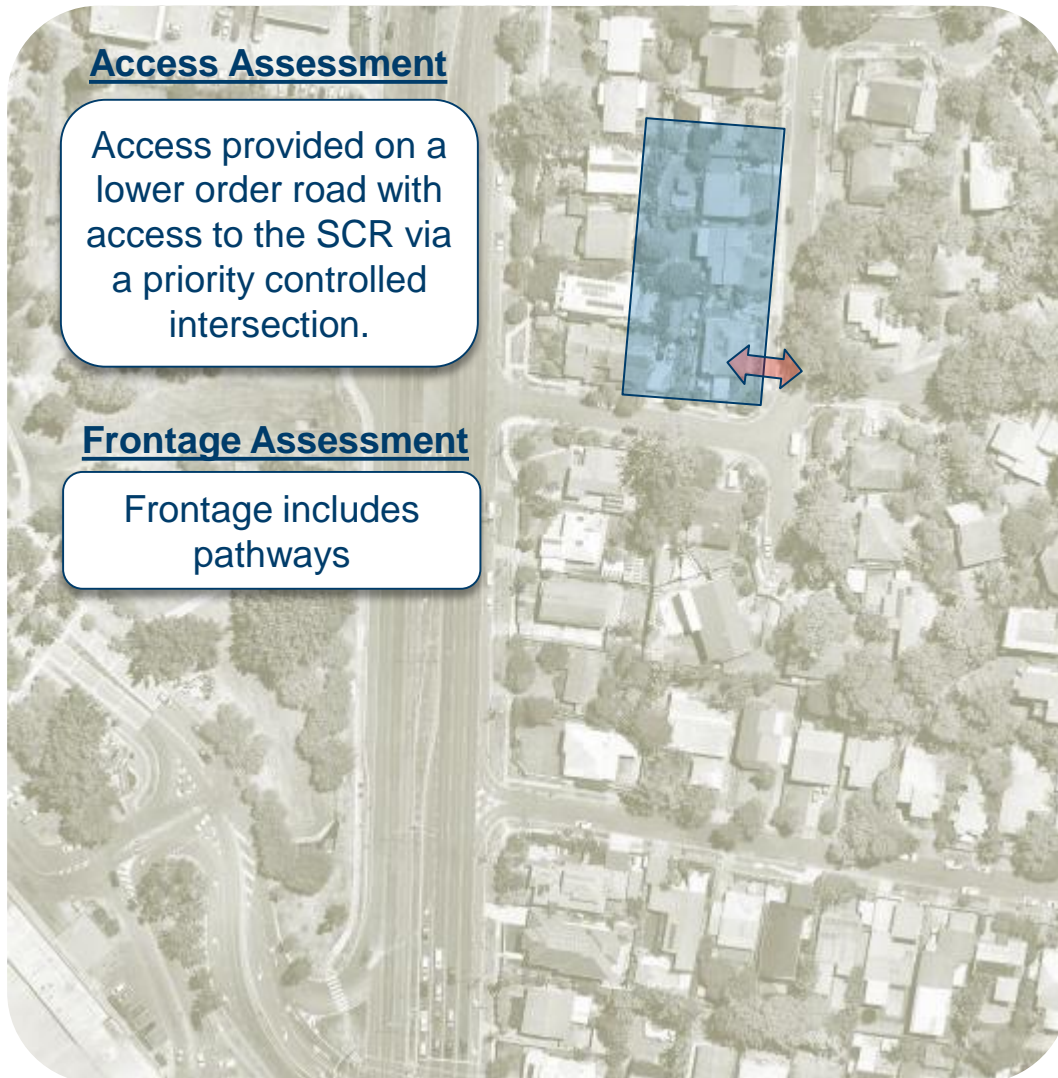 Access Assessment
Access provided on a
lower order road with
access to the SCR via
a priority controlled
intersection.
Frontage Assessment
Frontage includes
pathways